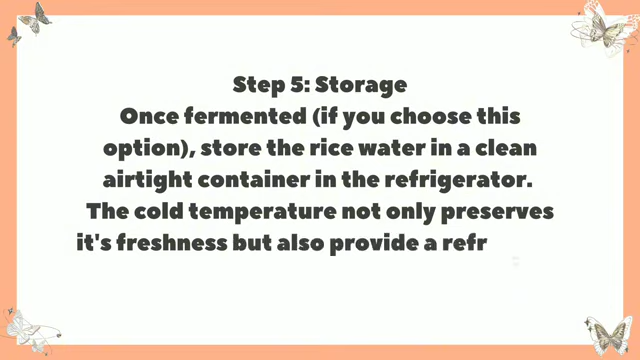 Step 5: Storage
Once fermented (if you choose this
option), store the rice water in a clean
airtight container in the refrigerator.
The cold temperature not only preserves
it's freshness but also provide a refr